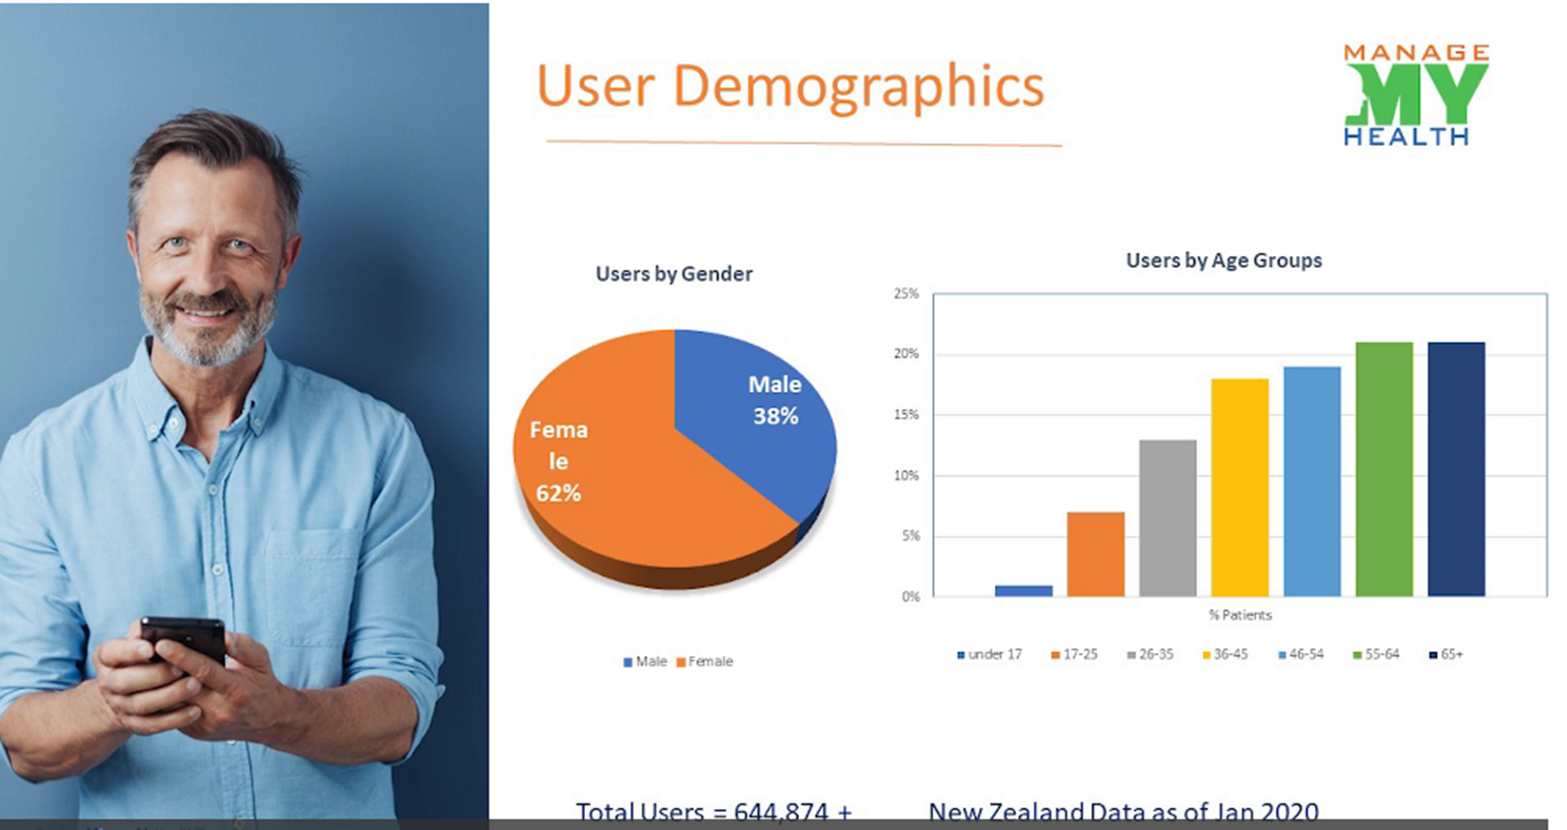 User Demographics
MANAGE
MY
HEALTH
Users by Gender
Male
38%
Fema
le
62%
Male Female
Users by Age Groups
25%
20%
15%
10%
5%
0%
% Patients
under 17 17-25 26-35 36-45 46-54 55-64 65+
Total Users = 644,874 + New Zealand Data as of Jan 2020